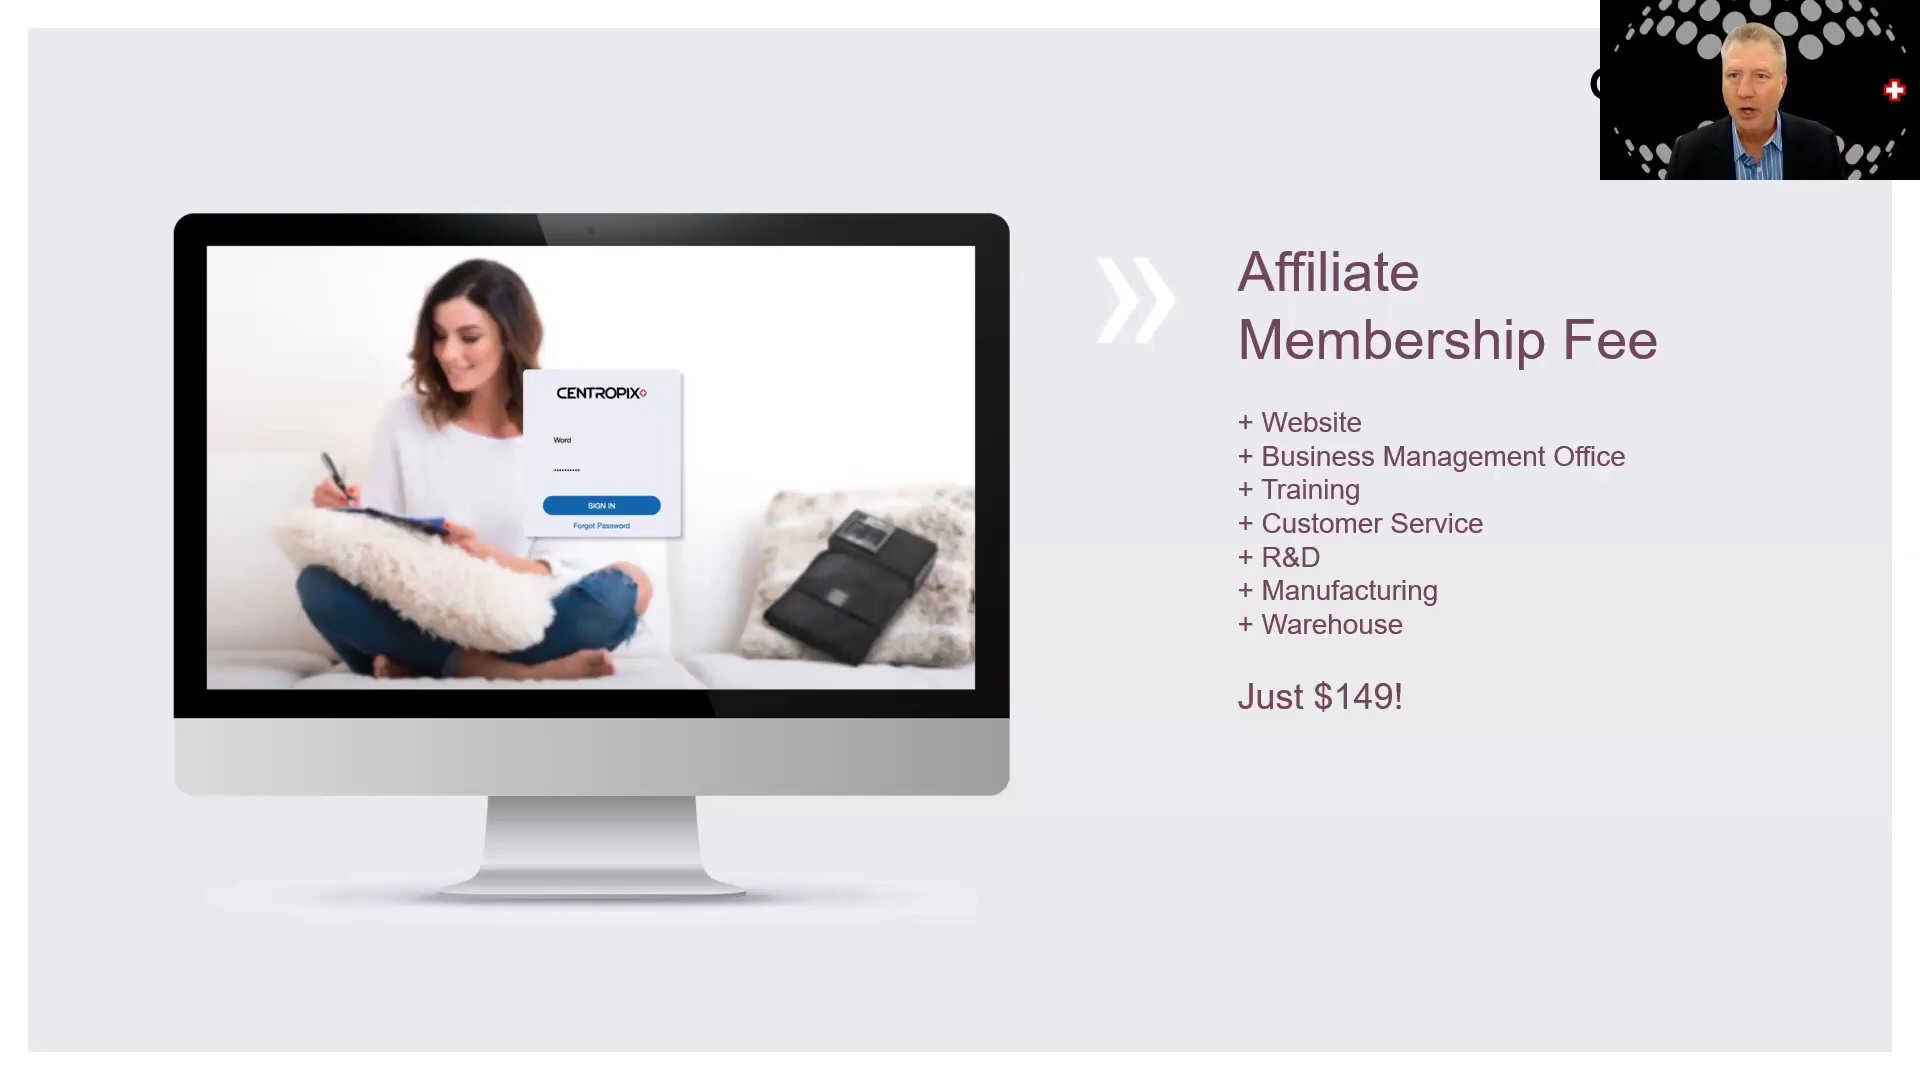 CENTROPIX
Word
SIGN IN
Forgot Password
Affiliate
Membership Fee
+ Website
+ Business Management Office
+ Training
+ Customer Service
+ R&D
+ Manufacturing
+ Warehouse
Just $149!